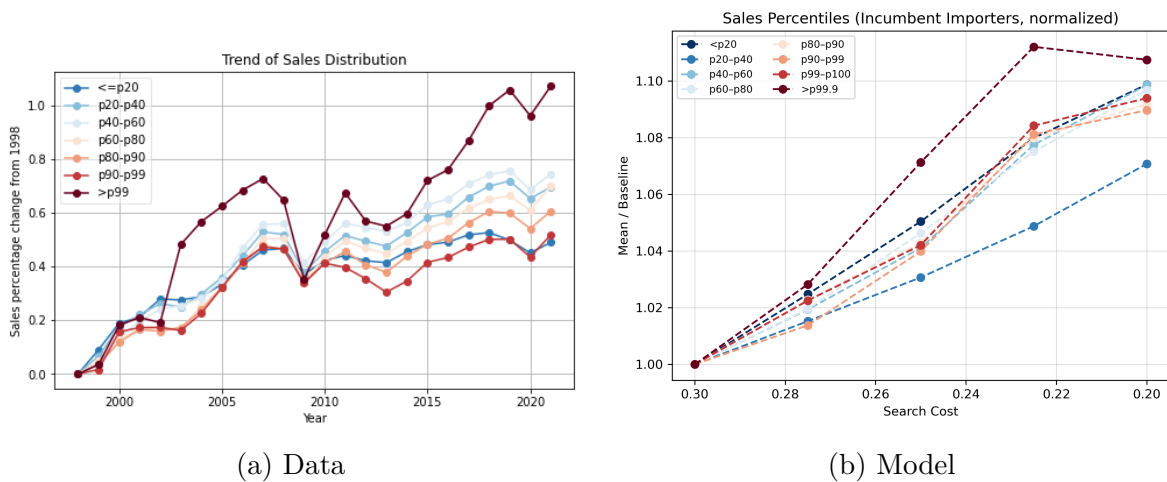 Trend of Sales Distribution
Sales percentage change from 1998
1.0
0.8
0.6
0.4
0.2
0.0
<=p20
p20-p40
p40-p60
p60-p80
p80-p90
p90-p99
>p99
2000 2005 2010 2015 2020
Year
(a) Data
Sales Percentiles (Incumbent Importers, normalized)
Mean / Baseline
1.10
1.08
1.06
1.04
1.02
1.00
<p20 p80–p90
p20–p40 p90–p99
p40–p60 p99–p100
p60–p80 >p99.9
0.30 0.28 0.26 0.24 0.22 0.20
Search Cost
(b) Model